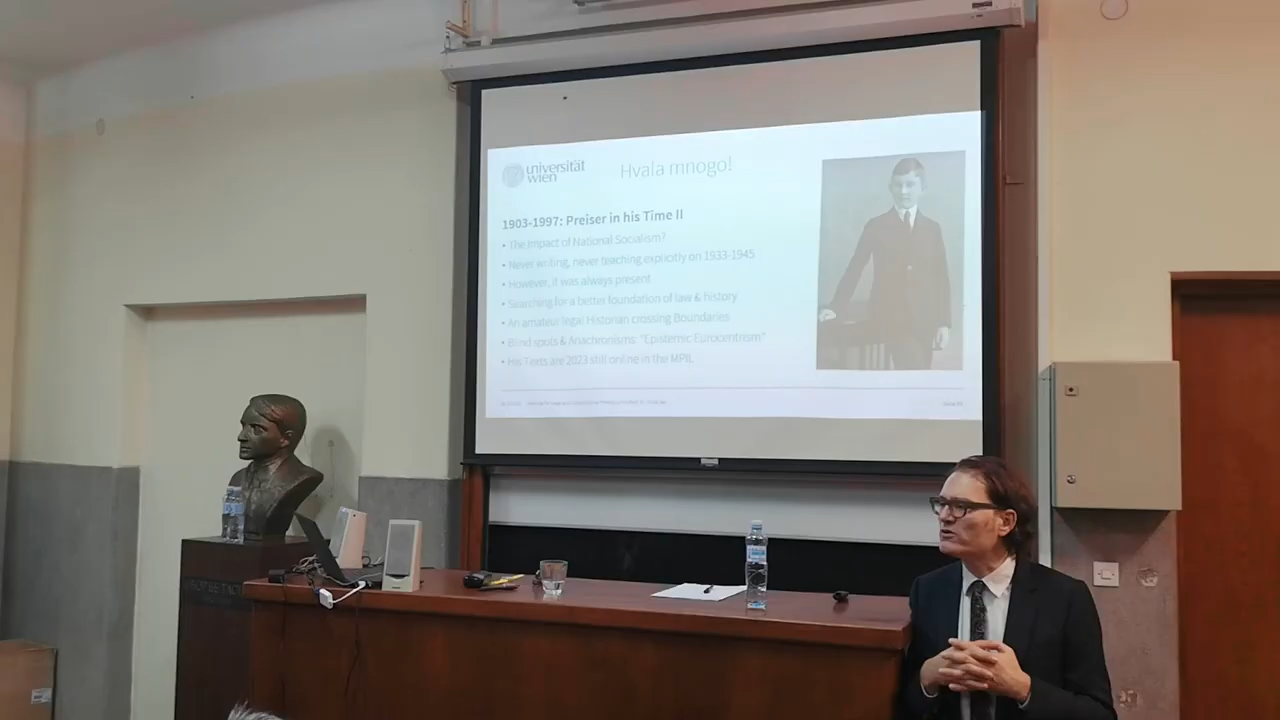 universität
wien
Hvala mnogo!
1903-1997: Preiser in his Time II
• The Impact of National Socialism?
• Never writing, never teaching explicitly on 1933-1945
• However, it was always present
• Searching for a better foundation of law & history
• An amateur legal Historian crossing Boundaries
• Blind spots & Anachronisms: "Epistemic Eurocentrism"
• His Texts are 2023 still online in the MPIL